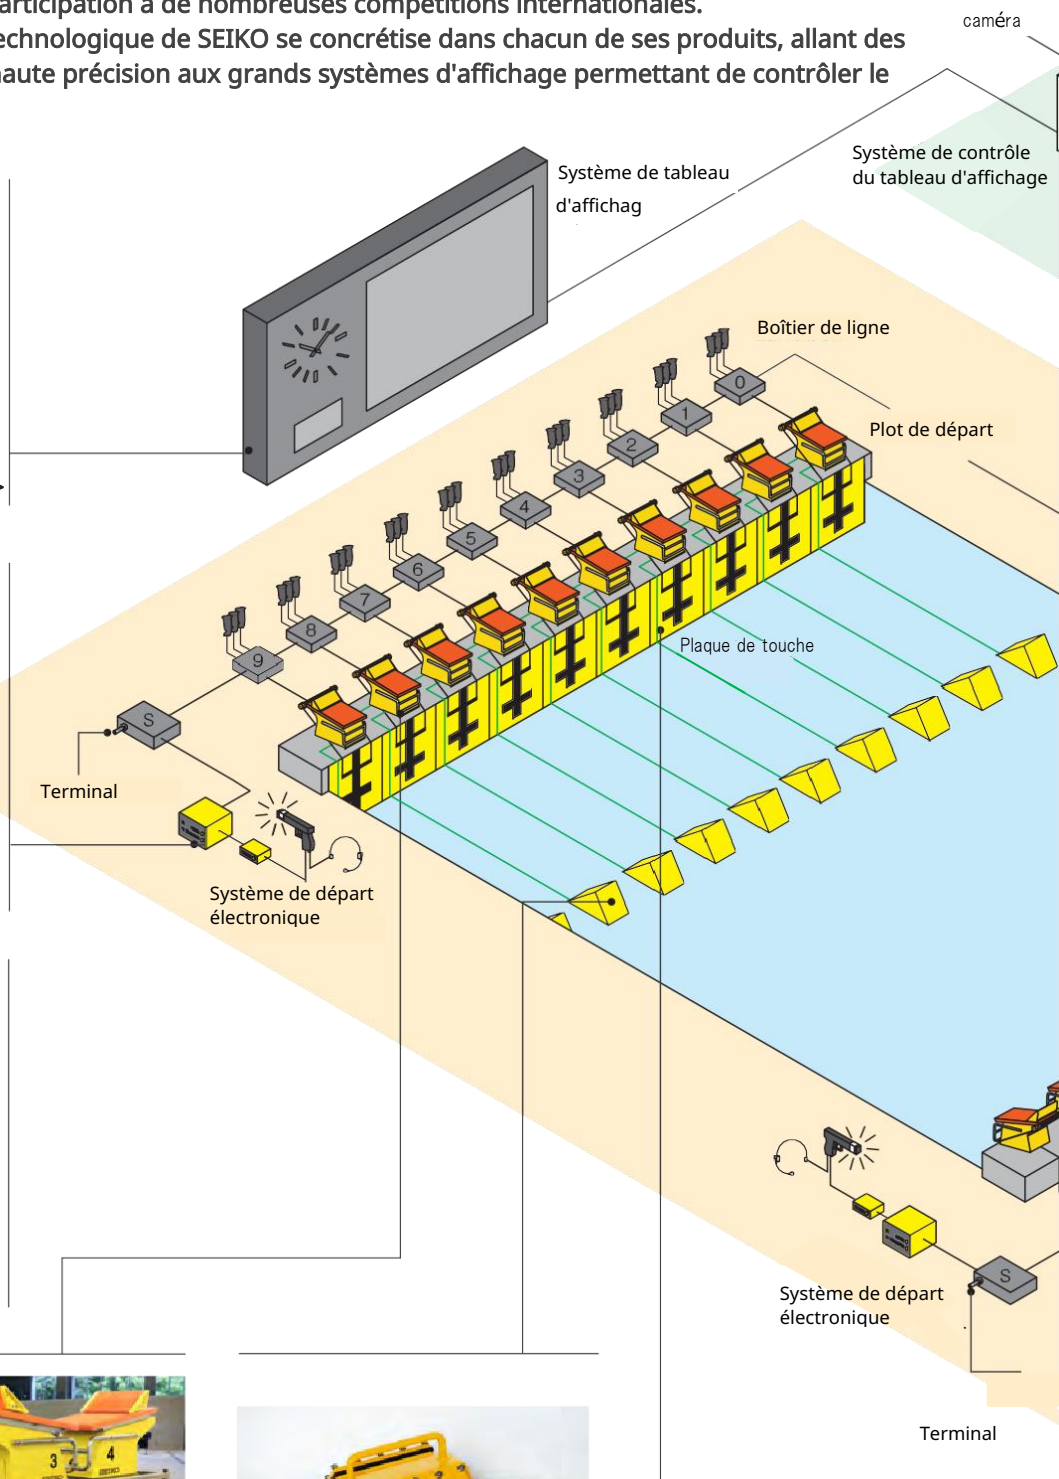 articipation à de nombreuses compétitions internationales.
echnologique de SEIKO se concrétise dans chacun de ses produits, allant des
haute précision aux grands systèmes d'affichage permettant de contrôler le
caméra
Système de contrôle
du tableau d'affichage
Système de tableau
d'affichag
Boîtier de ligne
Plot de départ
0
1
2
3
4
5
6
7
8
9
S
Plaque de touche
Terminal
Système de départ
électronique
S
Système de départ
électronique
Terminal
3
4